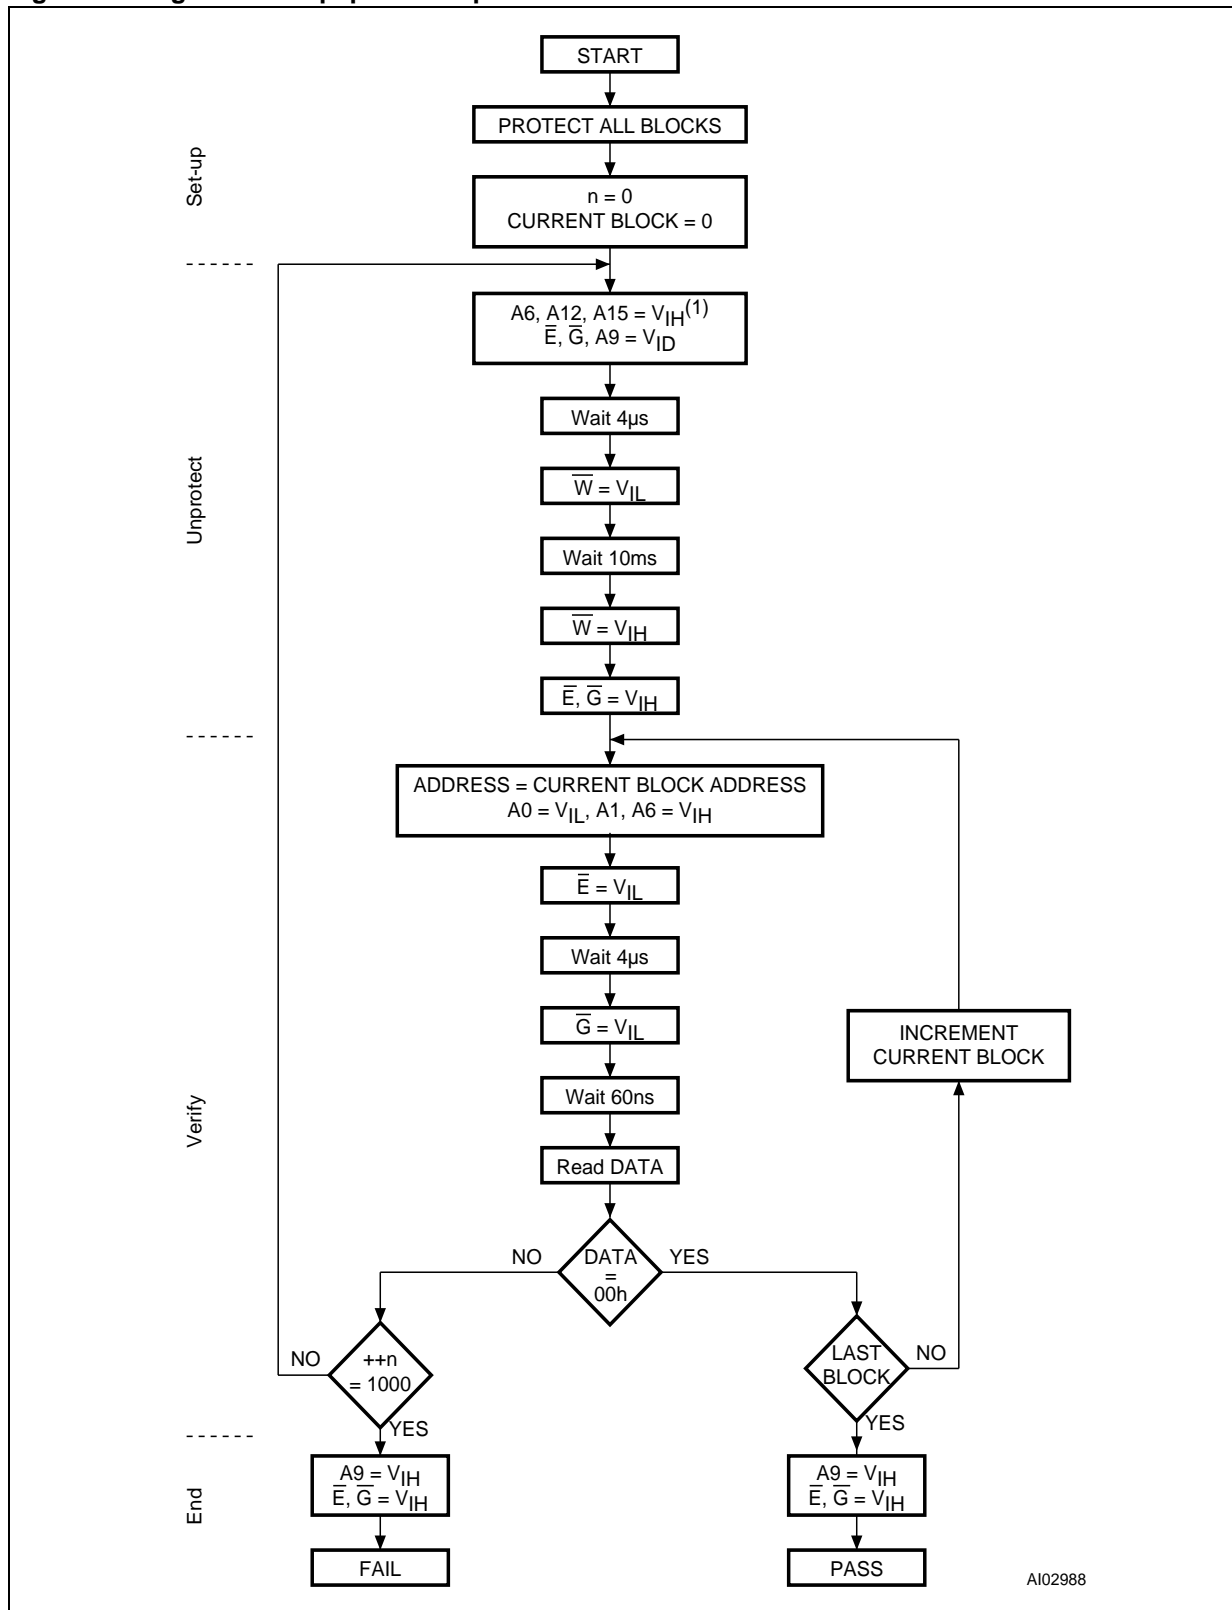 START
PROTECT ALL BLOCKS
Set-up
n = 0
CURRENT BLOCK = 0
A6, A12, A15 = VIH(1)
E̅, G̅, A9 = VID
Wait 4µs
Unprotect
W̅ = VIL
Wait 10ms
W̅ = VIH
E̅, G̅ = VIH
ADDRESS = CURRENT BLOCK ADDRESS
A0 = VIL, A1, A6 = VIH
E̅ = VIL
Wait 4µs
G̅ = VIL
INCREMENT
CURRENT BLOCK
Wait 60ns
Verify
Read DATA
NO
DATA
=
00h
YES
NO
++n
= 1000
YES
LAST
BLOCK
NO
YES
End
A9 = VIH
E̅, G̅ = VIH
A9 = VIH
E̅, G̅ = VIH
FAIL
PASS
AI02988